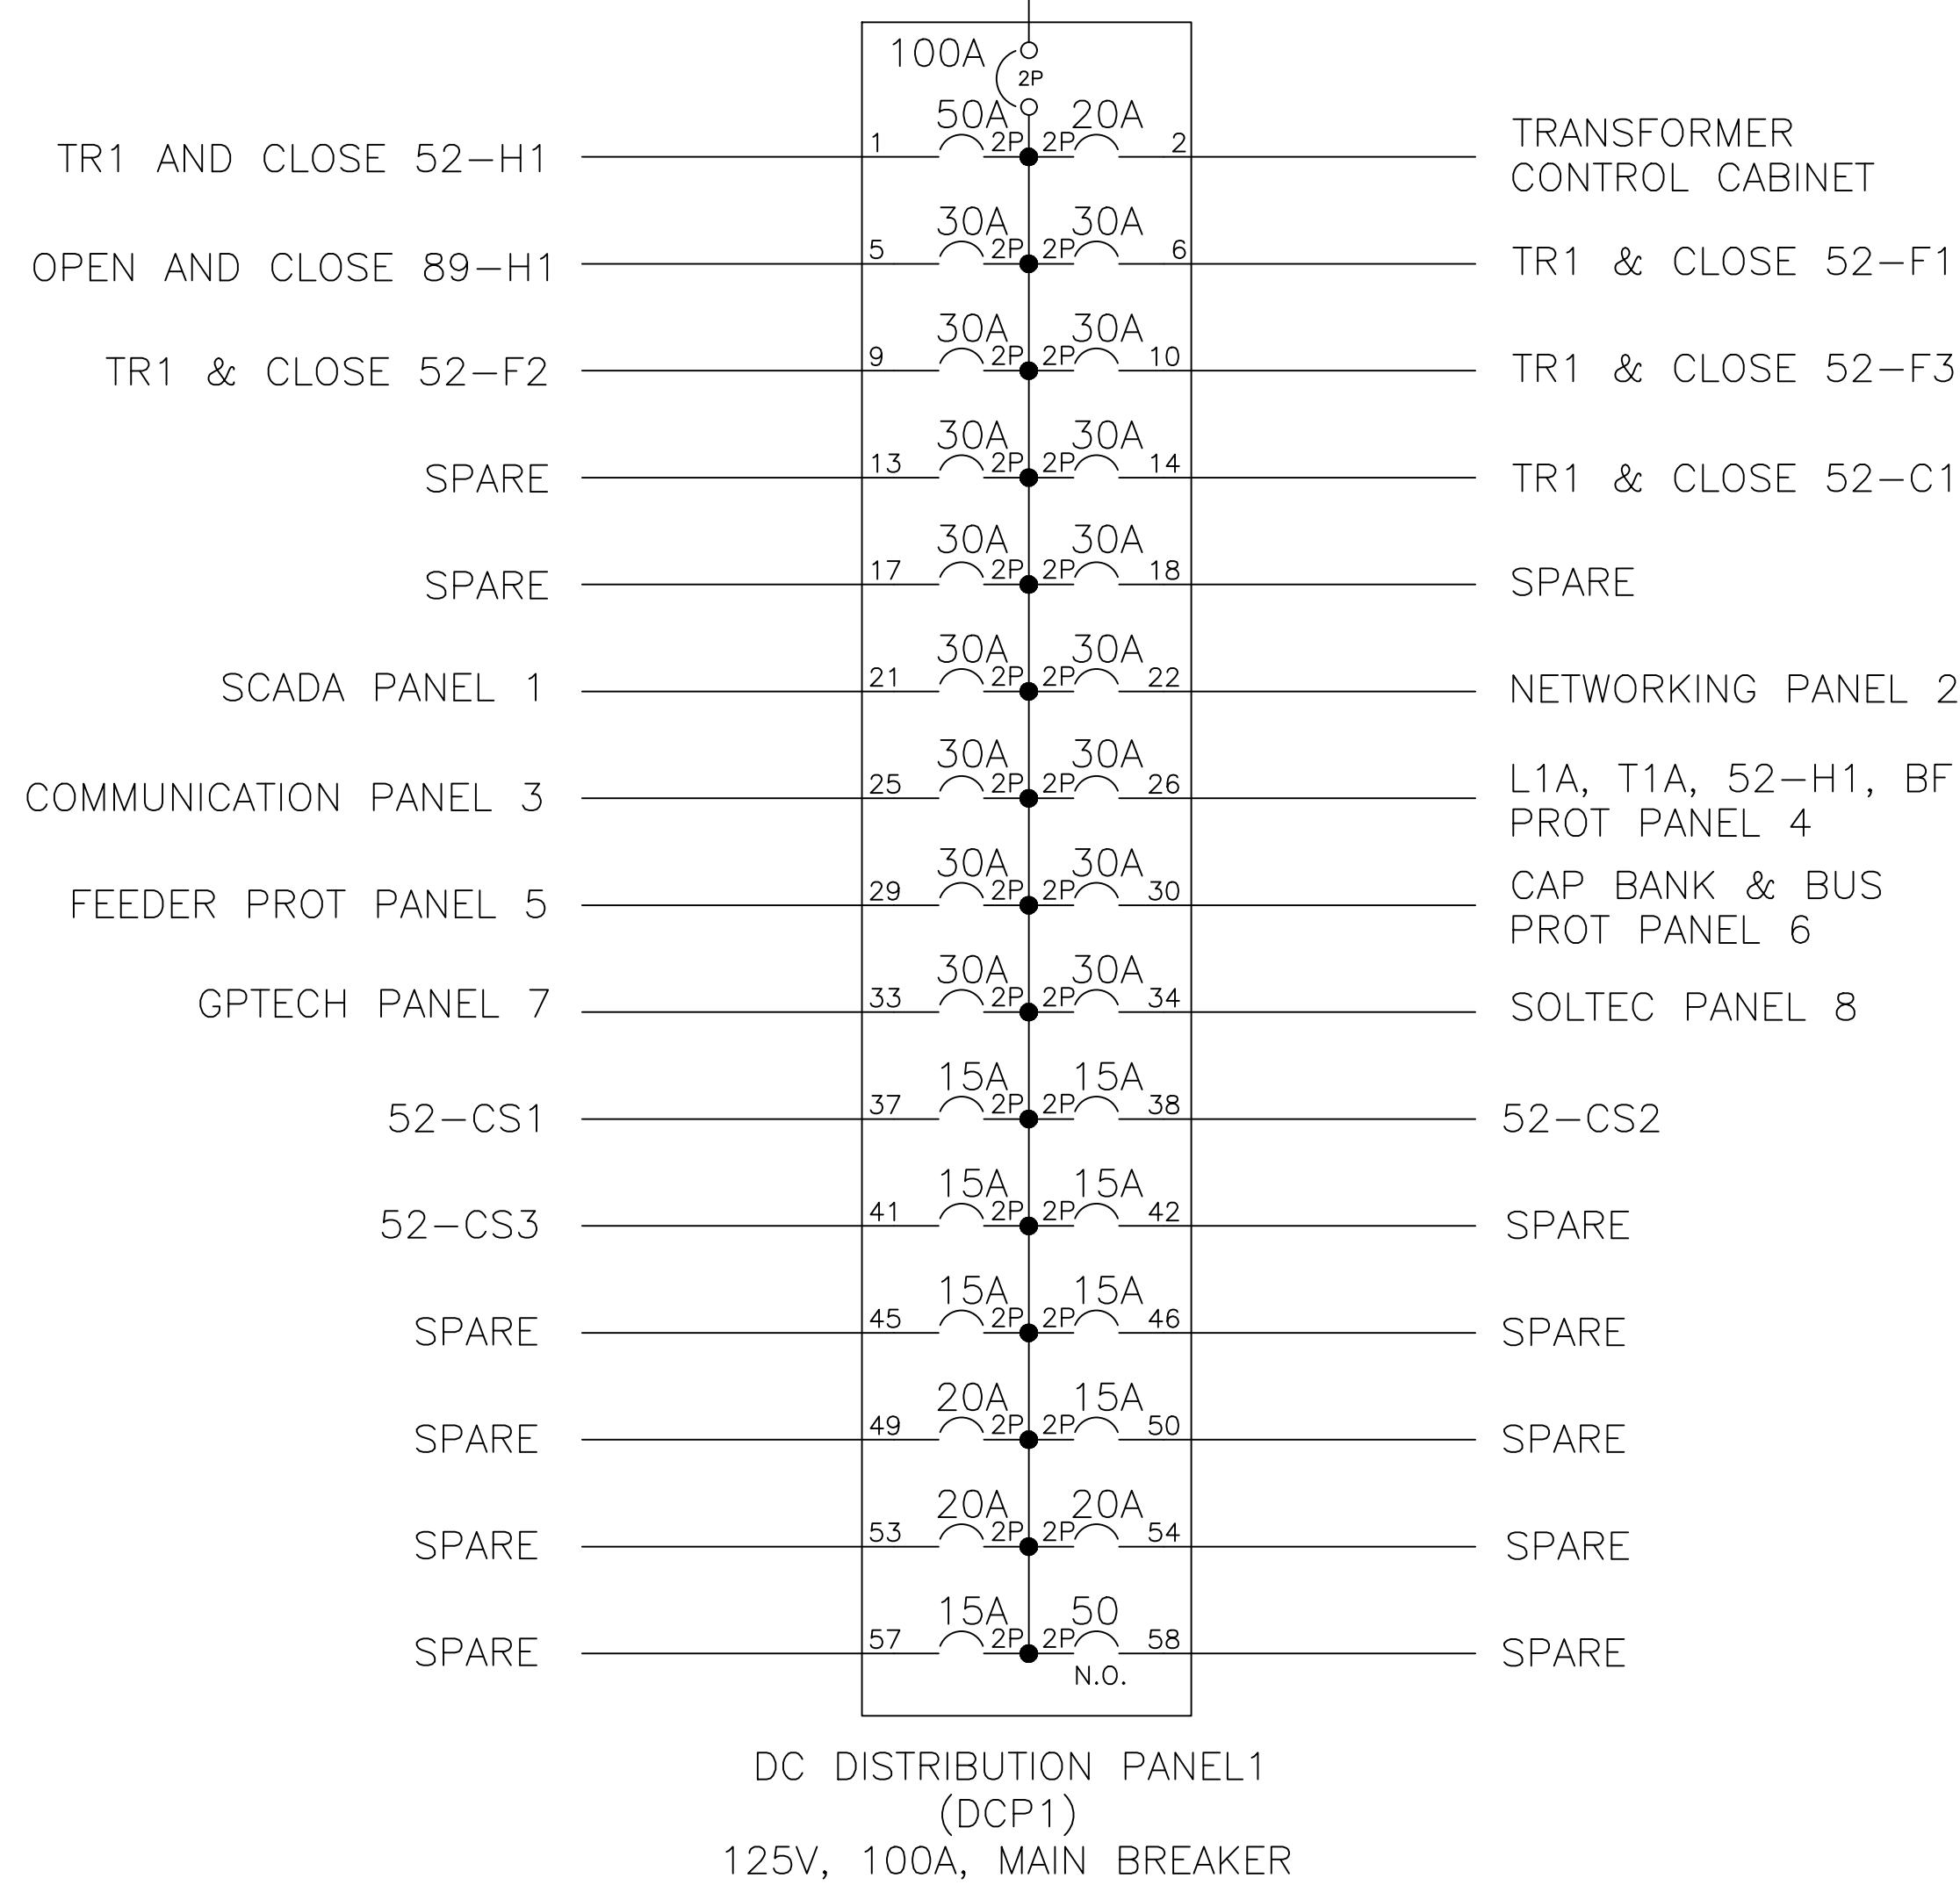 100A
2P
50A 20A
TR1 AND CLOSE 52-H1 1 2P 2P 2 TRANSFORMER
CONTROL CABINET
30A 30A
OPEN AND CLOSE 89-H1 5 2P 2P 6 TR1 & CLOSE 52-F1
30A 30A
TR1 & CLOSE 52-F2 9 2P 2P 10 TR1 & CLOSE 52-F3
30A 30A
SPARE 13 2P 2P 14 TR1 & CLOSE 52-C1
30A 30A
SPARE 17 2P 2P 18 SPARE
30A 30A
SCADA PANEL 1 21 2P 2P 22 NETWORKING PANEL 2
30A 30A
COMMUNICATION PANEL 3 25 2P 2P 26 L1A, T1A, 52-H1, BF
PROT PANEL 4
30A 30A
FEEDER PROT PANEL 5 29 2P 2P 30 CAP BANK & BUS
PROT PANEL 6
30A 30A
GPTECH PANEL 7 33 2P 2P 34 SOLTEC PANEL 8
15A 15A
52-CS1 37 2P 2P 38 52-CS2
15A 15A
52-CS3 41 2P 2P 42 SPARE
15A 15A
SPARE 45 2P 2P 46 SPARE
20A 15A
SPARE 49 2P 2P 50 SPARE
20A 20A
SPARE 53 2P 2P 54 SPARE
15A 50
SPARE 57 2P 2P 58 SPARE
N.O.
DC DISTRIBUTION PANEL1
(DCP1)
125V, 100A, MAIN BREAKER